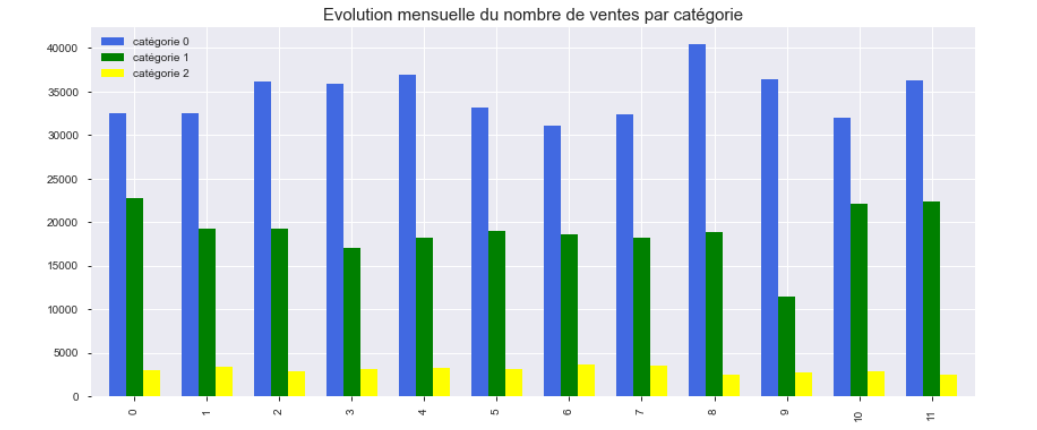 Evolution mensuelle du nombre de ventes par catégorie
catégorie 0
catégorie 1
catégorie 2
40000
35000
30000
25000
20000
15000
10000
5000
0
0 1 2 3 4 5 6 7 8 9 10 11